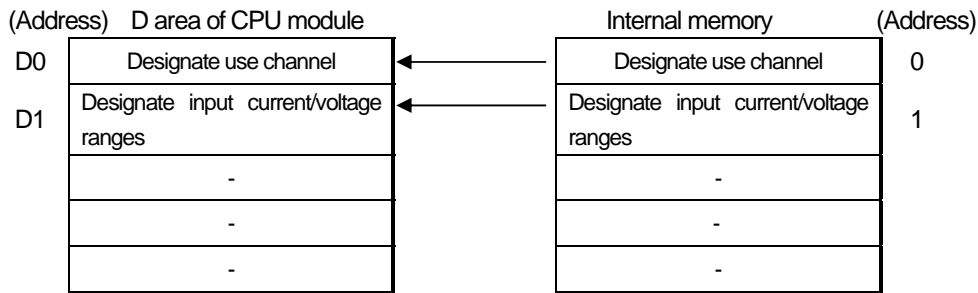 (Address) D area of CPU module Internal memory (Address)
D0 Designate use channel Designate use channel 0
D1 Designate input current/voltage ranges Designate input current/voltage ranges 1
- -
- -
- -